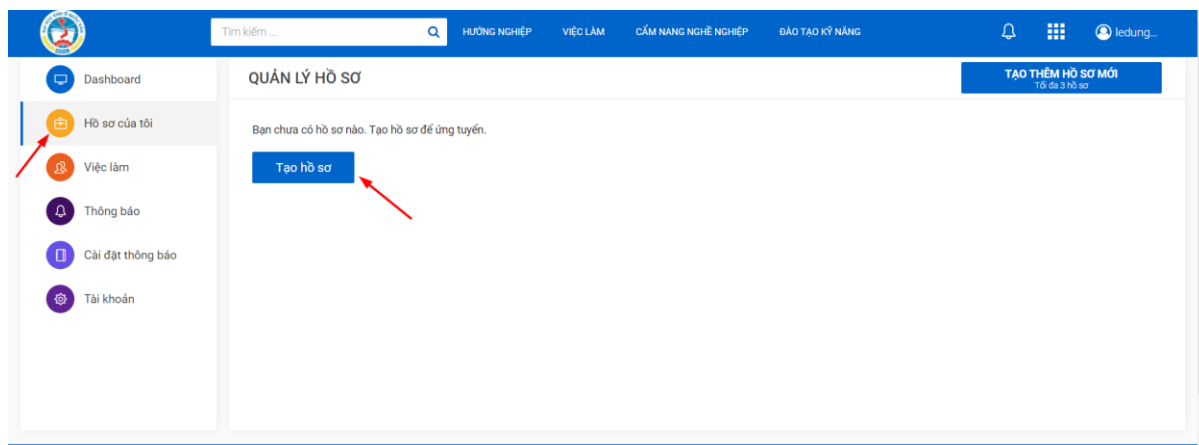 Tìm kiếm ...
HƯỚNG NGHIỆP
VIỆC LÀM
CẨM NANG NGHỀ NGHIỆP
ĐÀO TẠO KỸ NĂNG
ledung...
Dashboard
Hồ sơ của tôi
Việc làm
Thông báo
Cài đặt thông báo
Tài khoản
QUẢN LÝ HỒ SƠ
TẠO THÊM HỒ SƠ MỚI
Tối đa 3 hồ sơ
Bạn chưa có hồ sơ nào. Tạo hồ sơ để ứng tuyển.
Tạo hồ sơ